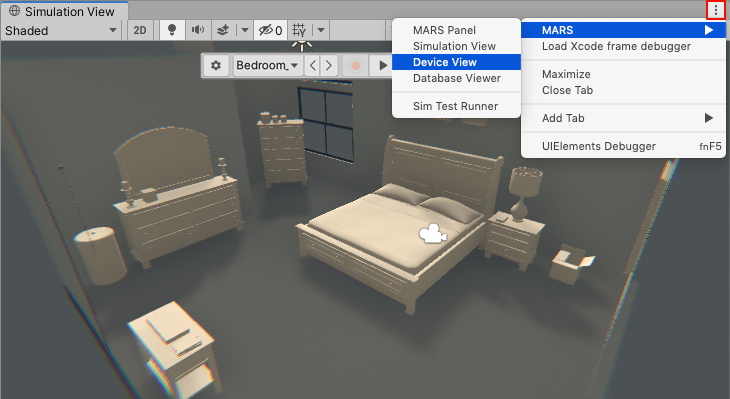 Simulation View
Shaded
2D
0
Bedroom_
MARS Panel
Simulation View
Device View
Database Viewer
Sim Test Runner
MARS
Load Xcode frame debugger
Maximize
Close Tab
Add Tab
UIElements Debugger fnF5